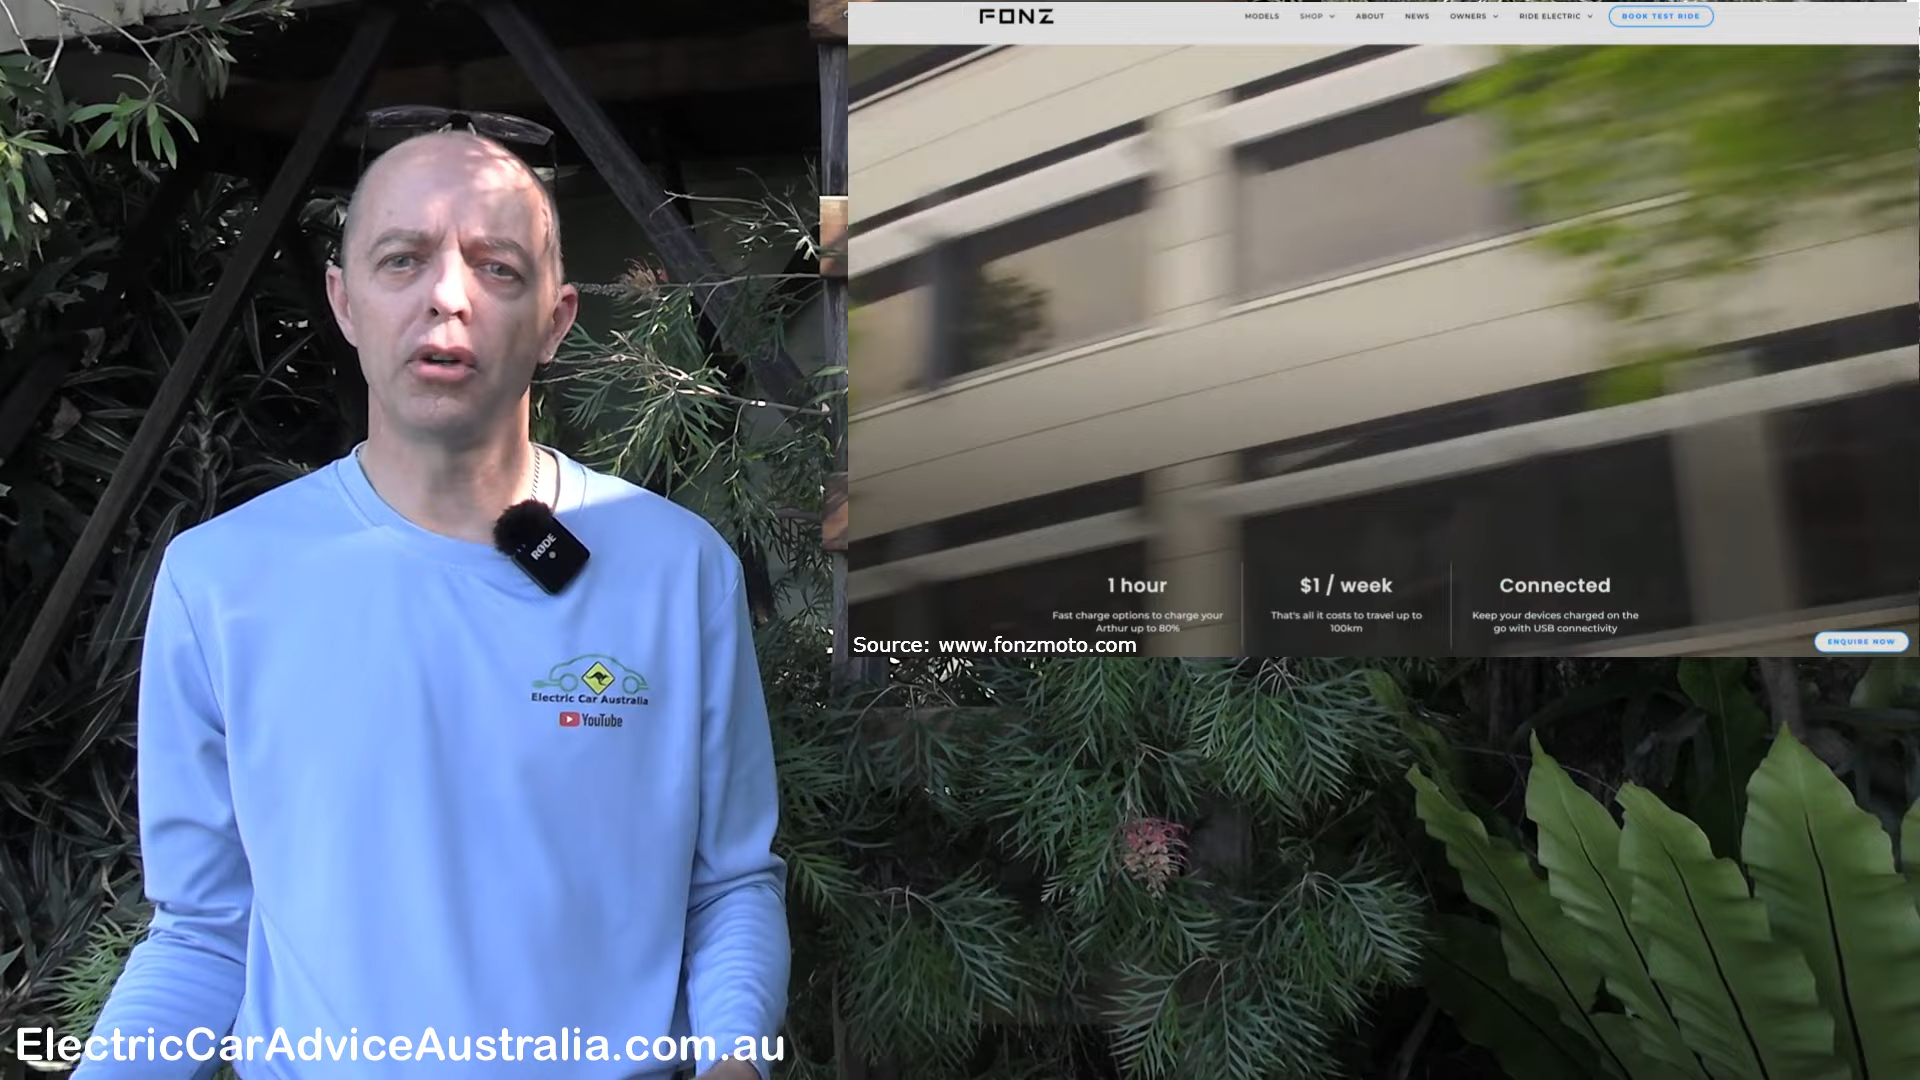 FONZ
MODELS SHOP ABOUT NEWS OWNERS RIDE ELECTRIC BOOK TEST RIDE
1 hour
Fast charge options to charge your
Arthur up to 80%
$1 / week
That's all it costs to travel up to
100km
Connected
Keep your devices charged on the
go with USB connectivity
Source: www.fonzmoto.com
ENQUIRE NOW
RØDE
Electric Car Australia
YouTube
ElectricCarAdviceAustralia.com.au